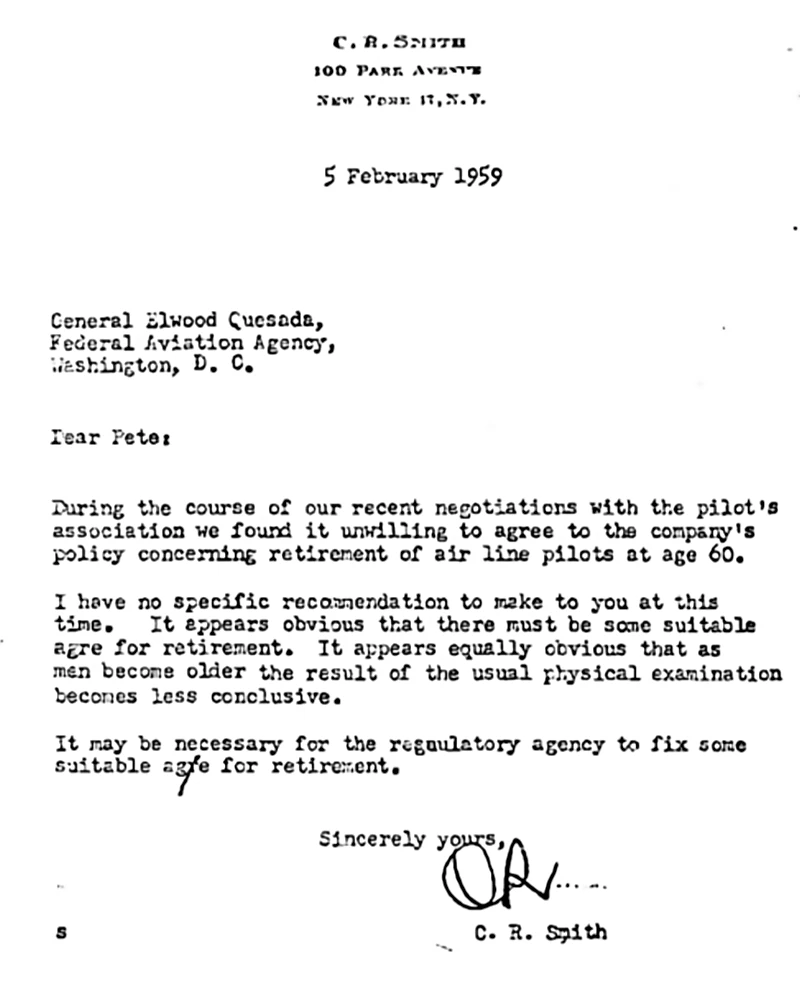 C. R. SMITH
100 PARK AVENUE
NEW YORK 17, N.Y.
5 February 1959
General Elwood Quesada,
Federal Aviation Agency,
Washington, D. C.
Dear Pete:
During the course of our recent negotiations with the pilot's
association we found it unwilling to agree to the company's
policy concerning retirement of air line pilots at age 60.
I have no specific recommendation to make to you at this
time. It appears obvious that there must be some suitable
agre for retirement. It appears equally obvious that as
men become older the result of the usual physical examination
becomes less conclusive.
It may be necessary for the regaulatory agency to fix some
suitable agfe for retirement.
Sincerely yours,
CR
s
C. R. Smith